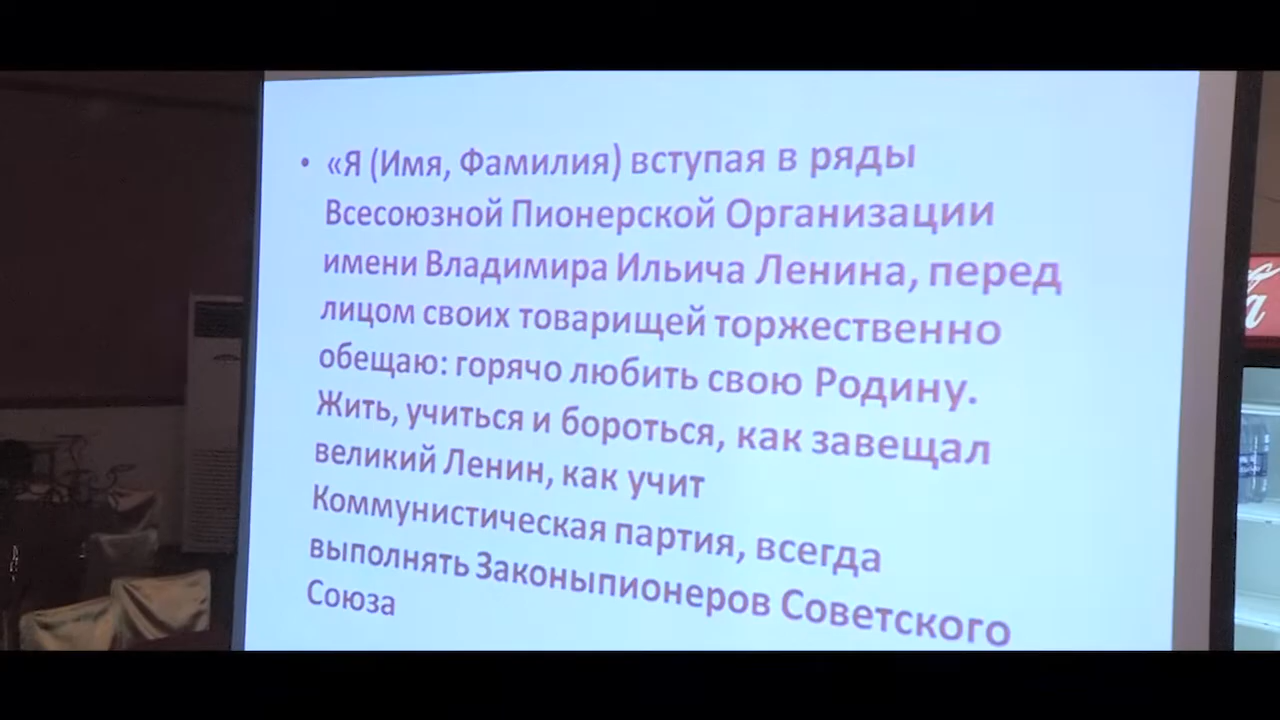 • «Я (Имя, Фамилия) вступая в ряды
Всесоюзной Пионерской Организации
имени Владимира Ильича Ленина, перед
лицом своих товарищей торжественно
обещаю: горячо любить свою Родину.
Жить, учиться и бороться, как завещал
великий Ленин, как учит
Коммунистическая партия, всегда
выполнять Законыпионеров Советского
Союза